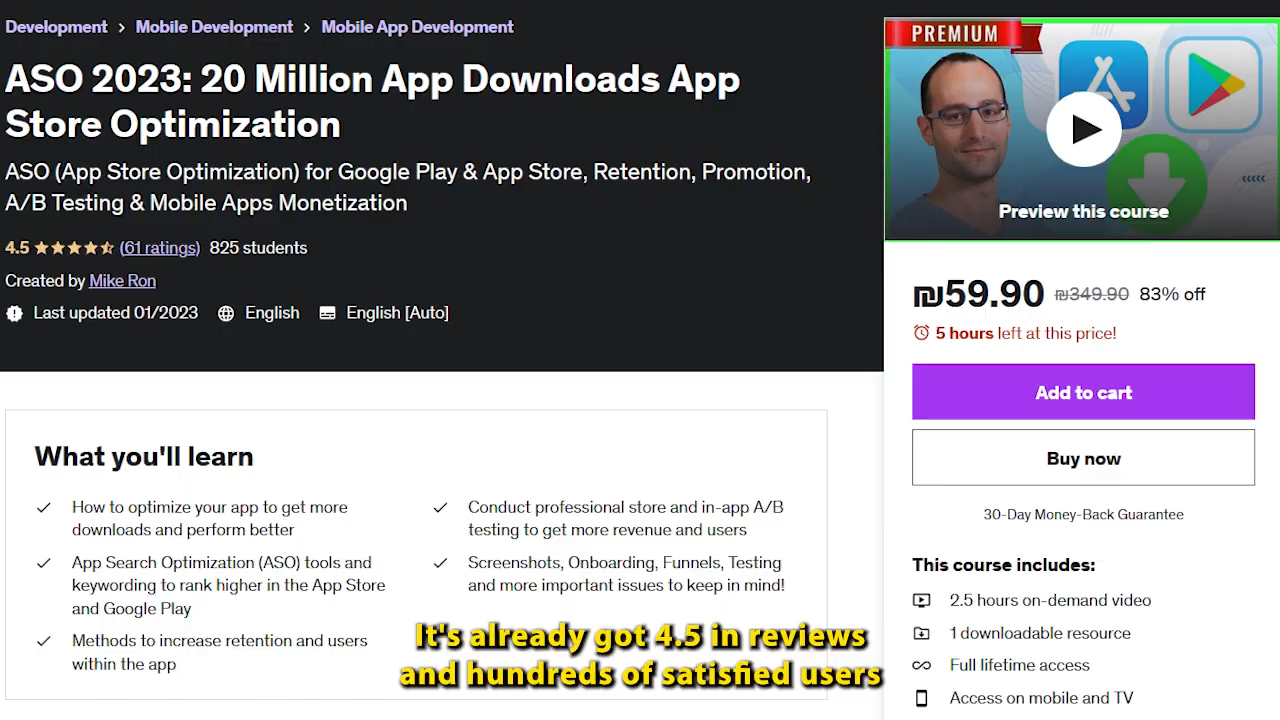 Development > Mobile Development > Mobile App Development
ASO 2023: 20 Million App Downloads App
Store Optimization
ASO (App Store Optimization) for Google Play & App Store, Retention, Promotion,
A/B Testing & Mobile Apps Monetization
4.5 (61 ratings) 825 students
Created by Mike Ron
Last updated 01/2023 English English [Auto]
PREMIUM
Preview this course
₪59.90 ₪349.90 83% off
5 hours left at this price!
Add to cart
Buy now
30-Day Money-Back Guarantee
This course includes:
2.5 hours on-demand video
1 downloadable resource
Full lifetime access
Access on mobile and TV
What you'll learn
How to optimize your app to get more
downloads and perform better
App Search Optimization (ASO) tools and
keywording to rank higher in the App Store
and Google Play
Methods to increase retention and users
within the app
Conduct professional store and in-app A/B
testing to get more revenue and users
Screenshots, Onboarding, Funnels, Testing
and more important issues to keep in mind!
It's already got 4.5 in reviews
and hundreds of satisfied users